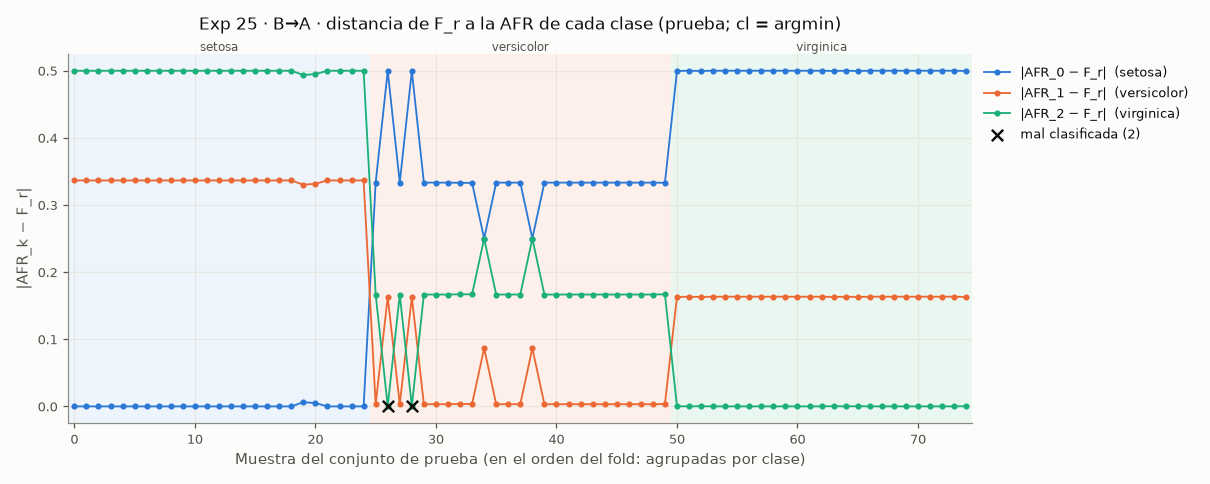 Exp 25 · B→A · distancia de F_r a la AFR de cada clase (prueba; cl = argmin)
setosa
versicolor
virginica
|AFR_0 − F_r| (setosa)
|AFR_1 − F_r| (versicolor)
|AFR_2 − F_r| (virginica)
mal clasificada (2)
|AFR_k − F_r|
0.5
0.4
0.3
0.2
0.1
0.0
0
10
20
30
40
50
60
70
Muestra del conjunto de prueba (en el orden del fold: agrupadas por clase)